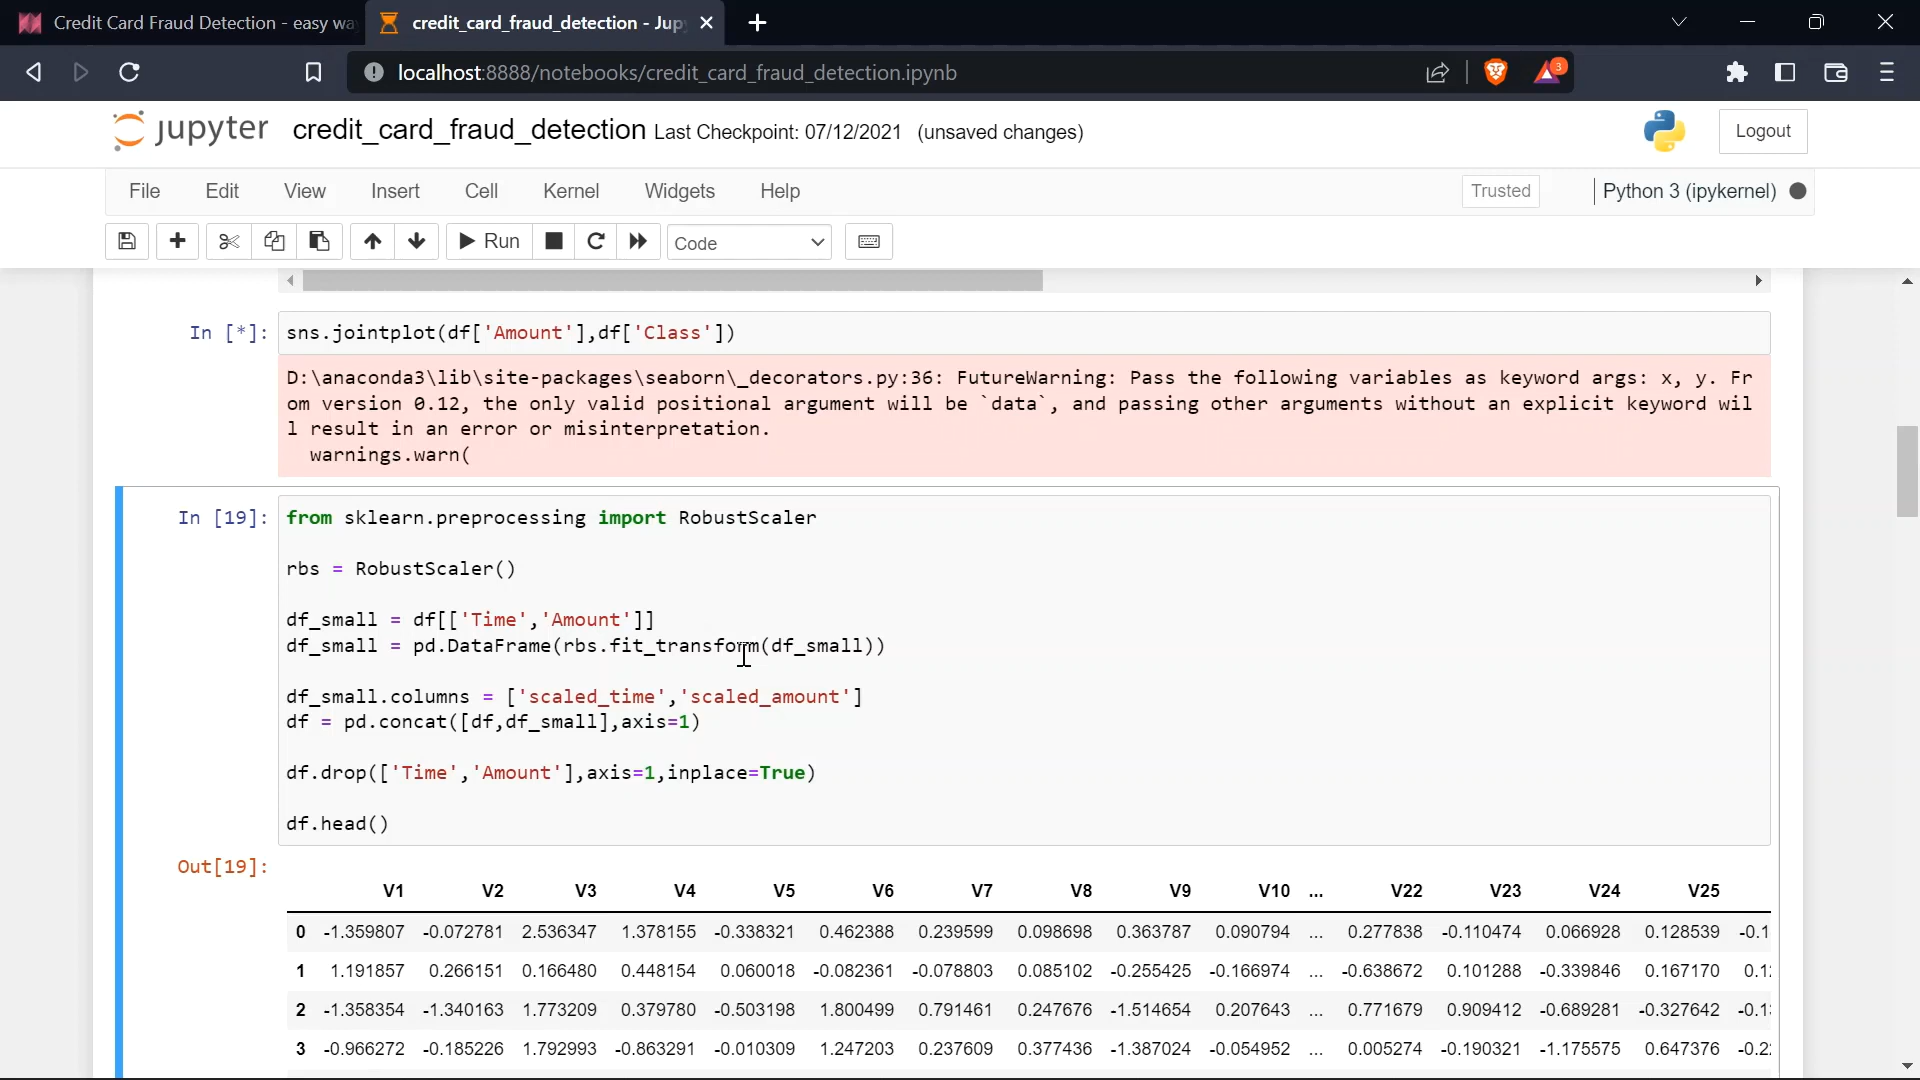 Credit Card Fraud Detection - easy wa
credit_card_fraud_detection - Jup
localhost:8888/notebooks/credit_card_fraud_detection.ipynb
3
jupyter credit_card_fraud_detection Last Checkpoint: 07/12/2021 (unsaved changes)
Logout
File Edit View Insert Cell Kernel Widgets Help
Trusted
Python 3 (ipykernel)
Run
Code
In [*]: sns.jointplot(df['Amount'],df['Class'])
D:\anaconda3\lib\site-packages\seaborn\_decorators.py:36: FutureWarning: Pass the following variables as keyword args: x, y. Fr
om version 0.12, the only valid positional argument will be `data`, and passing other arguments without an explicit keyword wil
l result in an error or misinterpretation.
warnings.warn(
In [19]: from sklearn.preprocessing import RobustScaler
rbs = RobustScaler()
df_small = df[['Time','Amount']]
df_small = pd.DataFrame(rbs.fit_transform(df_small))
df_small.columns = ['scaled_time','scaled_amount']
df = pd.concat([df,df_small],axis=1)
df.drop(['Time','Amount'],axis=1,inplace=True)
df.head()
Out[19]:
V1 V2 V3 V4 V5 V6 V7 V8 V9 V10 ... V22 V23 V24 V25
0 -1.359807 -0.072781 2.536347 1.378155 -0.338321 0.462388 0.239599 0.098698 0.363787 0.090794 ... 0.277838 -0.110474 0.066928 0.128539 -0.1
1 1.191857 0.266151 0.166480 0.448154 0.060018 -0.082361 -0.078803 0.085102 -0.255425 -0.166974 ... -0.638672 0.101288 -0.339846 0.167170 0.1
2 -1.358354 -1.340163 1.773209 0.379780 -0.503198 1.800499 0.791461 0.247676 -1.514654 0.207643 ... 0.771679 0.909412 -0.689281 -0.327642 -0.1
3 -0.966272 -0.185226 1.792993 -0.863291 -0.010309 1.247203 0.237609 0.377436 -1.387024 -0.054952 ... 0.005274 -0.190321 -1.175575 0.647376 -0.2